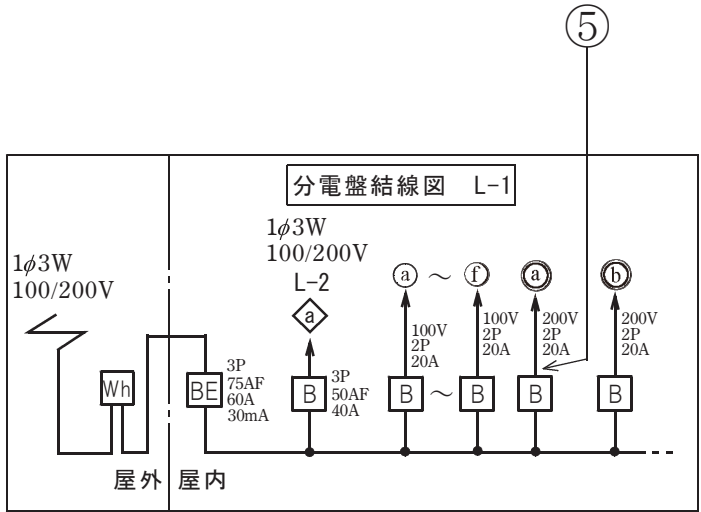 ⑤
分電盤結線図 L-1
1φ3W
100/200V
L-2
a
1φ3W
100/200V
ⓐ ～ ⓕ
ⓐ
ⓑ
100V
2P
20A
100V
2P
20A
200V
2P
20A
200V
2P
20A
Wh
BE
3P
75AF
60A
30mA
B
3P
50AF
40A
B ～ B
B
B
屋外 屋内